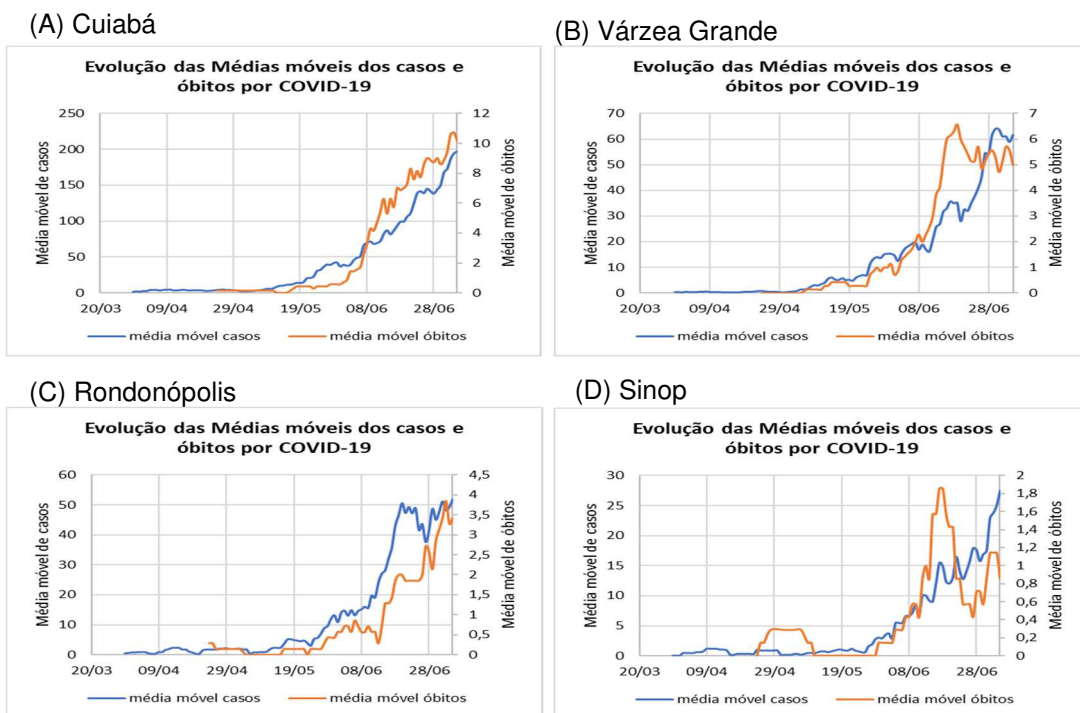 (A) Cuiabá
Evolução das Médias móveis dos casos e
óbitos por COVID-19
Média móvel de casos
250
200
150
100
50
0
12
10
8
6
4
2
0
Média móvel de óbitos
20/03 09/04 29/04 19/05 08/06 28/06
média móvel casos média móvel óbitos
(B) Várzea Grande
Evolução das Médias móveis dos casos e
óbitos por COVID-19
Média móvel de casos
70
60
50
40
30
20
10
0
7
6
5
4
3
2
1
0
Média móvel de óbitos
20/03 09/04 29/04 19/05 08/06 28/06
média móvel casos média móvel óbitos
(C) Rondonópolis
Evolução das Médias móveis dos casos e
óbitos por COVID-19
Média móvel de casos
60
50
40
30
20
10
0
4,5
4
3,5
3
2,5
2
1,5
1
0,5
0
Média móvel de óbitos
20/03 09/04 29/04 19/05 08/06 28/06
média móvel casos média móvel óbitos
(D) Sinop
Evolução das Médias móveis dos casos e
óbitos por COVID-19
Média móvel de casos
30
25
20
15
10
5
0
2
1,8
1,6
1,4
1,2
1
0,8
0,6
0,4
0,2
0
Média móvel de óbitos
20/03 09/04 29/04 19/05 08/06 28/06
média móvel casos média móvel óbitos